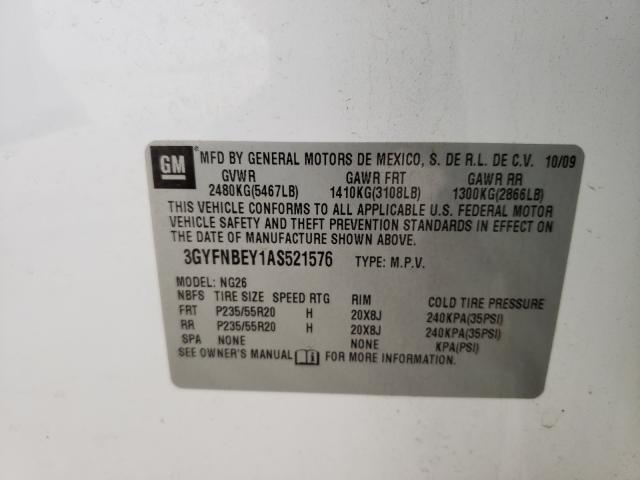 GM MFD BY GENERAL MOTORS DE MEXICO, S. DE R.L. DE C.V. 10/09
GVWR GAWR FRT GAWR RR
2480KG(5467LB) 1410KG(3108LB) 1300KG(2866LB)
THIS VEHICLE CONFORMS TO ALL APPLICABLE U.S. FEDERAL MOTOR
VEHICLE SAFETY AND THEFT PREVENTION STANDARDS IN EFFECT ON THE
DATE OF MANUFACTURE SHOWN ABOVE.
3GYFNBEY1AS521576 TYPE: M.P.V.
MODEL: NG26
NBFS TIRE SIZE SPEED RTG RIM COLD TIRE PRESSURE
FRT P235/55R20 H 20X8J 240KPA(35PSI)
RR P235/55R20 H 20X8J 240KPA(35PSI)
SPA NONE NONE KPA(PSI)
SEE OWNER'S MANUAL FOR MORE INFORMATION.